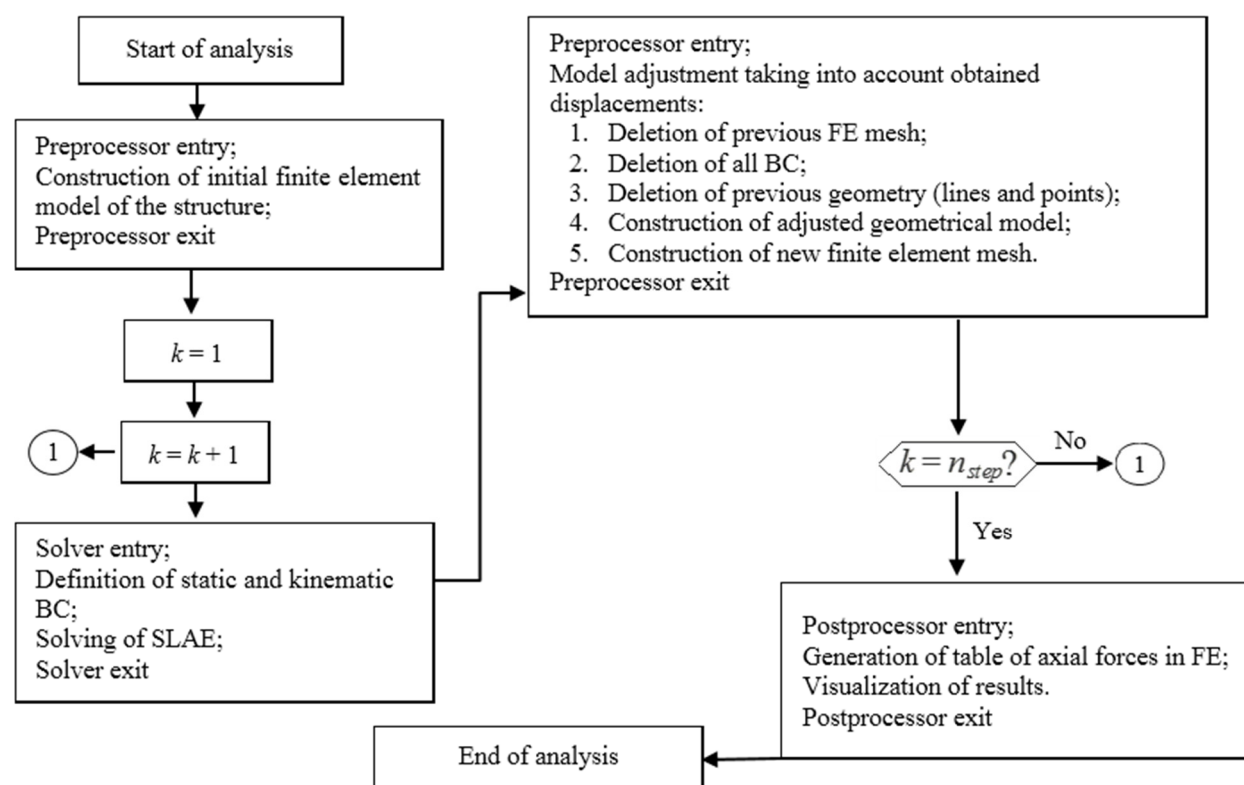 Start of analysis
Preprocessor entry;
Construction of initial finite element
model of the structure;
Preprocessor exit
k = 1
1
k = k + 1
Solver entry;
Definition of static and kinematic
BC;
Solving of SLAE;
Solver exit
Preprocessor entry;
Model adjustment taking into account obtained
displacements:
1. Deletion of previous FE mesh;
2. Deletion of all BC;
3. Deletion of previous geometry (lines and points);
4. Construction of adjusted geometrical model;
5. Construction of new finite element mesh.
Preprocessor exit
k = n_step?
No
1
Yes
Postprocessor entry;
Generation of table of axial forces in FE;
Visualization of results.
Postprocessor exit
End of analysis